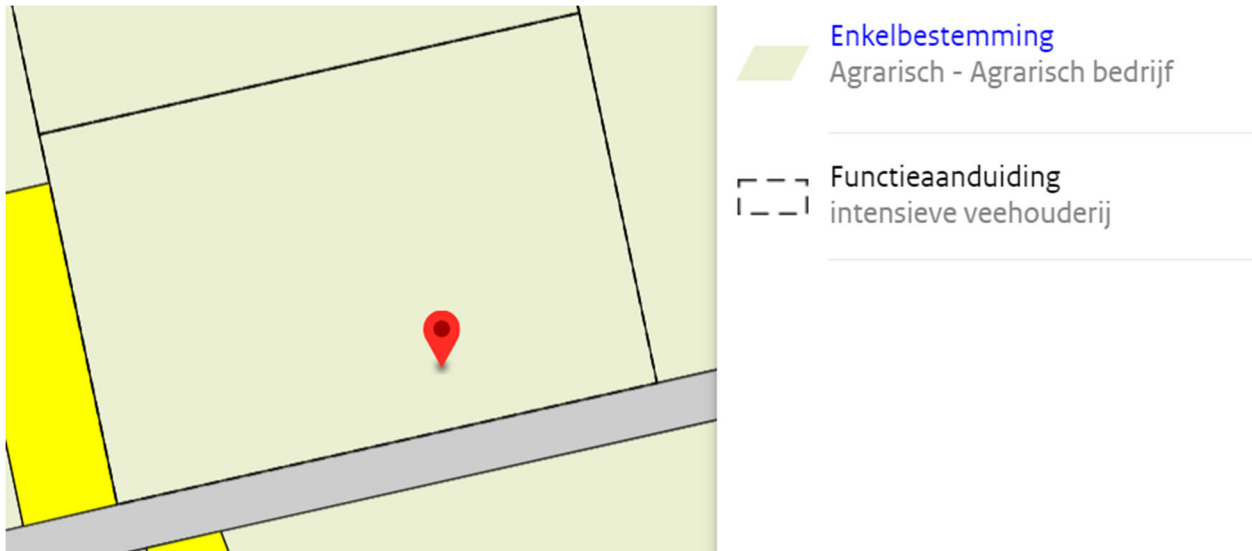 Enkelbestemming
Agrarisch - Agrarisch bedrijf
Functieaanduiding
intensieve veehouderij